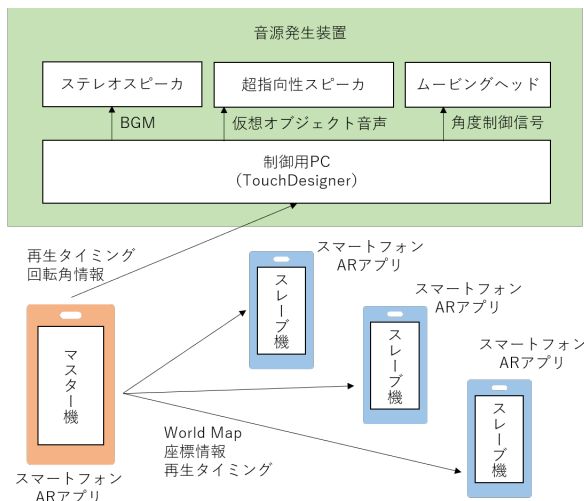 音源発生装置
ステレオスピーカ
超指向性スピーカ
ムービングヘッド
BGM
仮想オブジェクト音声
角度制御信号
制御用PC
（TouchDesigner）
再生タイミング
回転角情報
スマートフォン
ARアプリ
スレーブ機
スマートフォン
ARアプリ
スレーブ機
スマートフォン
ARアプリ
スレーブ機
マスター機
World Map
座標情報
再生タイミング
スマートフォン
ARアプリ